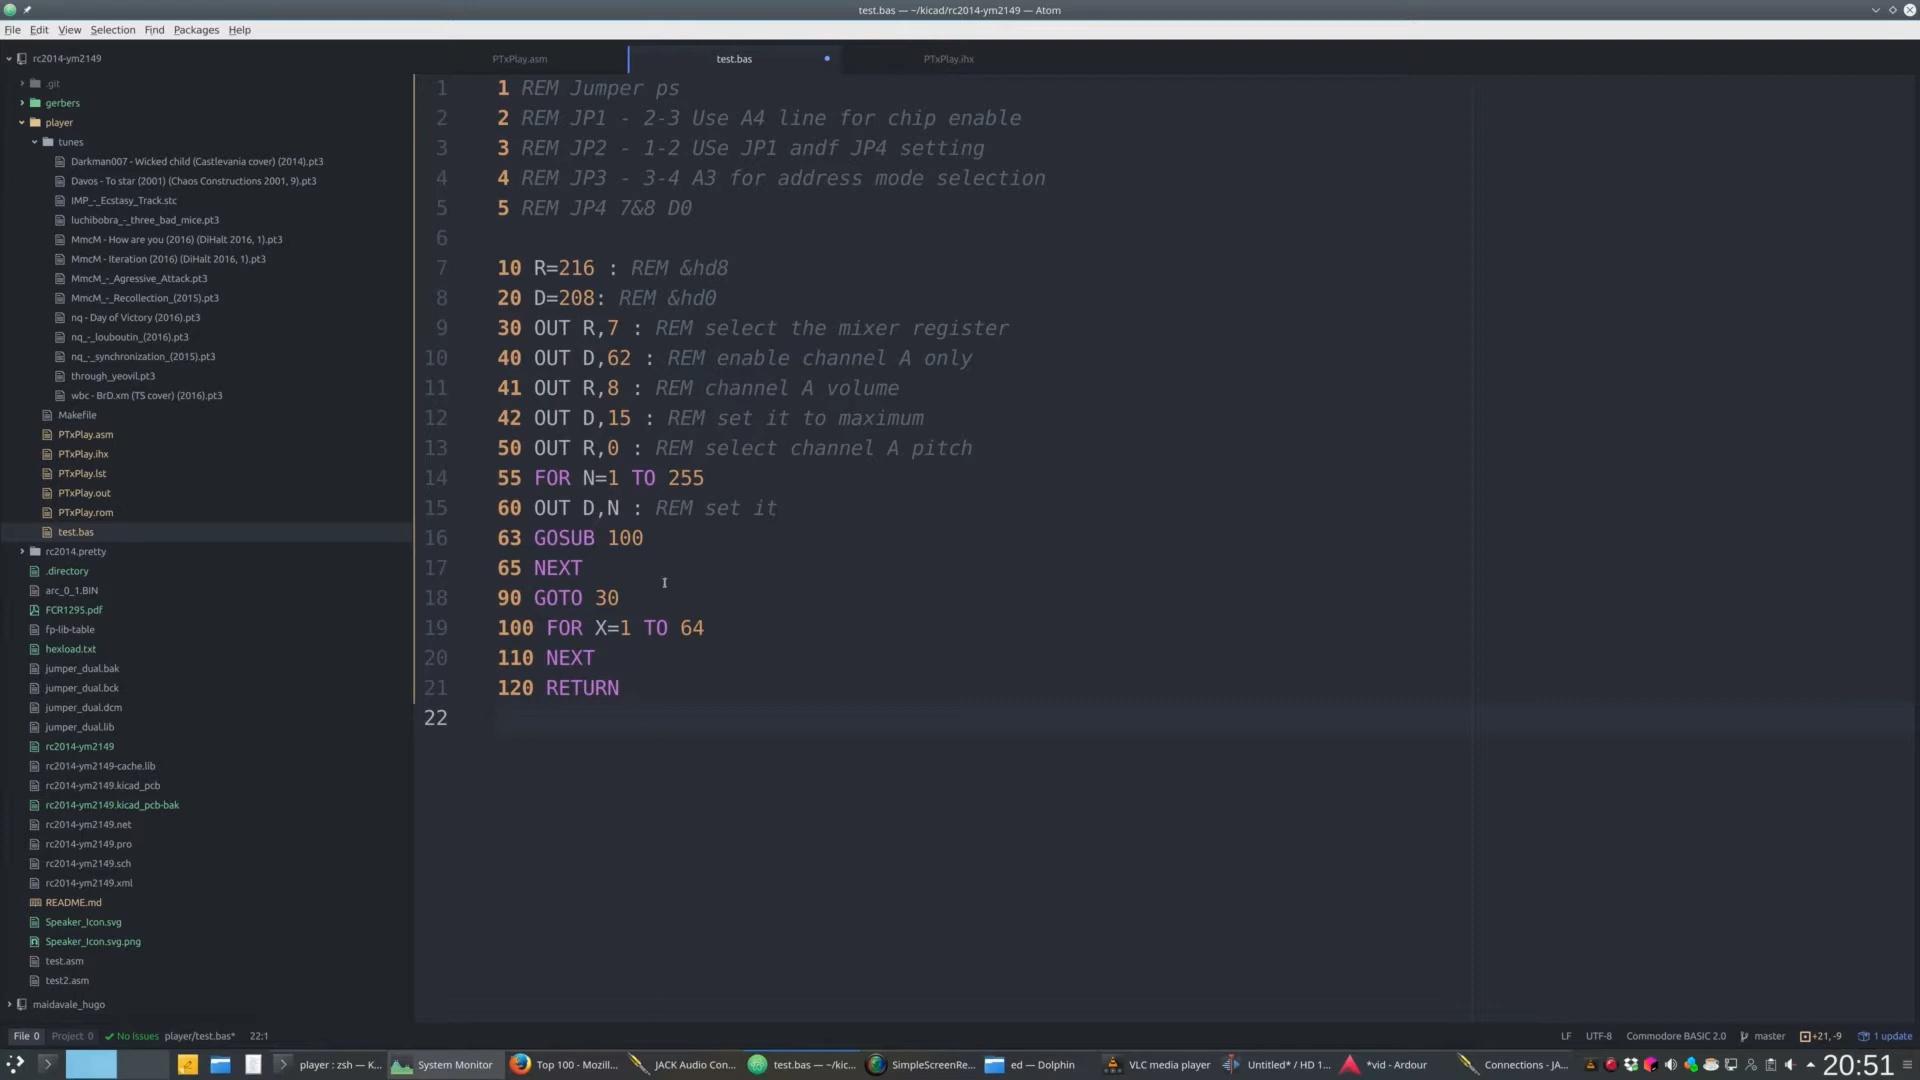 test.bas — ~/kicad/rc2014-ym2149 — Atom
File Edit View Selection Find Packages Help
rc2014-ym2149
.git
gerbers
player
tunes
Darkman007 - Wicked child (Castlevania cover) (2014).pt3
Davos - To star (2001) (Chaos Constructions 2001, 9).pt3
IMP_-_Ecstasy_Track.stc
luchibobra_-_three_bad_mice.pt3
MmcM - How are you (2016) (DiHalt 2016, 1).pt3
MmcM - Iteration (2016) (DiHalt 2016, 1).pt3
MmcM_-_Agressive_Attack.pt3
MmcM_-_Recollection_(2015).pt3
nq - Day of Victory (2016).pt3
nq_-_louboutin_(2016).pt3
nq_-_synchronization_(2015).pt3
through_yeovil.pt3
wbc - BrD.xm (TS cover) (2016).pt3
Makefile
PTxPlay.asm
PTxPlay.ihx
PTxPlay.lst
PTxPlay.out
PTxPlay.rom
test.bas
rc2014.pretty
.directory
arc_0_1.BIN
FCR1295.pdf
fp-lib-table
hexload.txt
jumper_dual.bak
jumper_dual.bck
jumper_dual.dcm
jumper_dual.lib
rc2014-ym2149
rc2014-ym2149-cache.lib
rc2014-ym2149.kicad_pcb
rc2014-ym2149.kicad_pcb-bak
rc2014-ym2149.net
rc2014-ym2149.pro
rc2014-ym2149.sch
rc2014-ym2149.xml
README.md
Speaker_Icon.svg
Speaker_Icon.svg.png
test.asm
test2.asm
maidavale_hugo
PTxPlay.asm test.bas PTxPlay.ihx
1 1 REM Jumper ps
2 2 REM JP1 - 2-3 Use A4 line for chip enable
3 3 REM JP2 - 1-2 USe JP1 andf JP4 setting
4 4 REM JP3 - 3-4 A3 for address mode selection
5 5 REM JP4 7&8 D0
6
7 10 R=216 : REM &hd8
8 20 D=208: REM &hd0
9 30 OUT R,7 : REM select the mixer register
10 40 OUT D,62 : REM enable channel A only
11 41 OUT R,8 : REM channel A volume
12 42 OUT D,15 : REM set it to maximum
13 50 OUT R,0 : REM select channel A pitch
14 55 FOR N=1 TO 255
15 60 OUT D,N : REM set it
16 63 GOSUB 100
17 65 NEXT
18 90 GOTO 30
19 100 FOR X=1 TO 64
20 110 NEXT
21 120 RETURN
22
File 0 Project 0 No Issues player/test.bas* 22:1 LF UTF-8 Commodore BASIC 2.0 master +21, -9 1 update
player : zsh — K... System Monitor Top 100 - Mozill... JACK Audio Con... test.bas — ~/kic... SimpleScreenRe... ed — Dolphin VLC media player Untitled* / HD 1... *vid - Ardour Connections - JA... 20:51